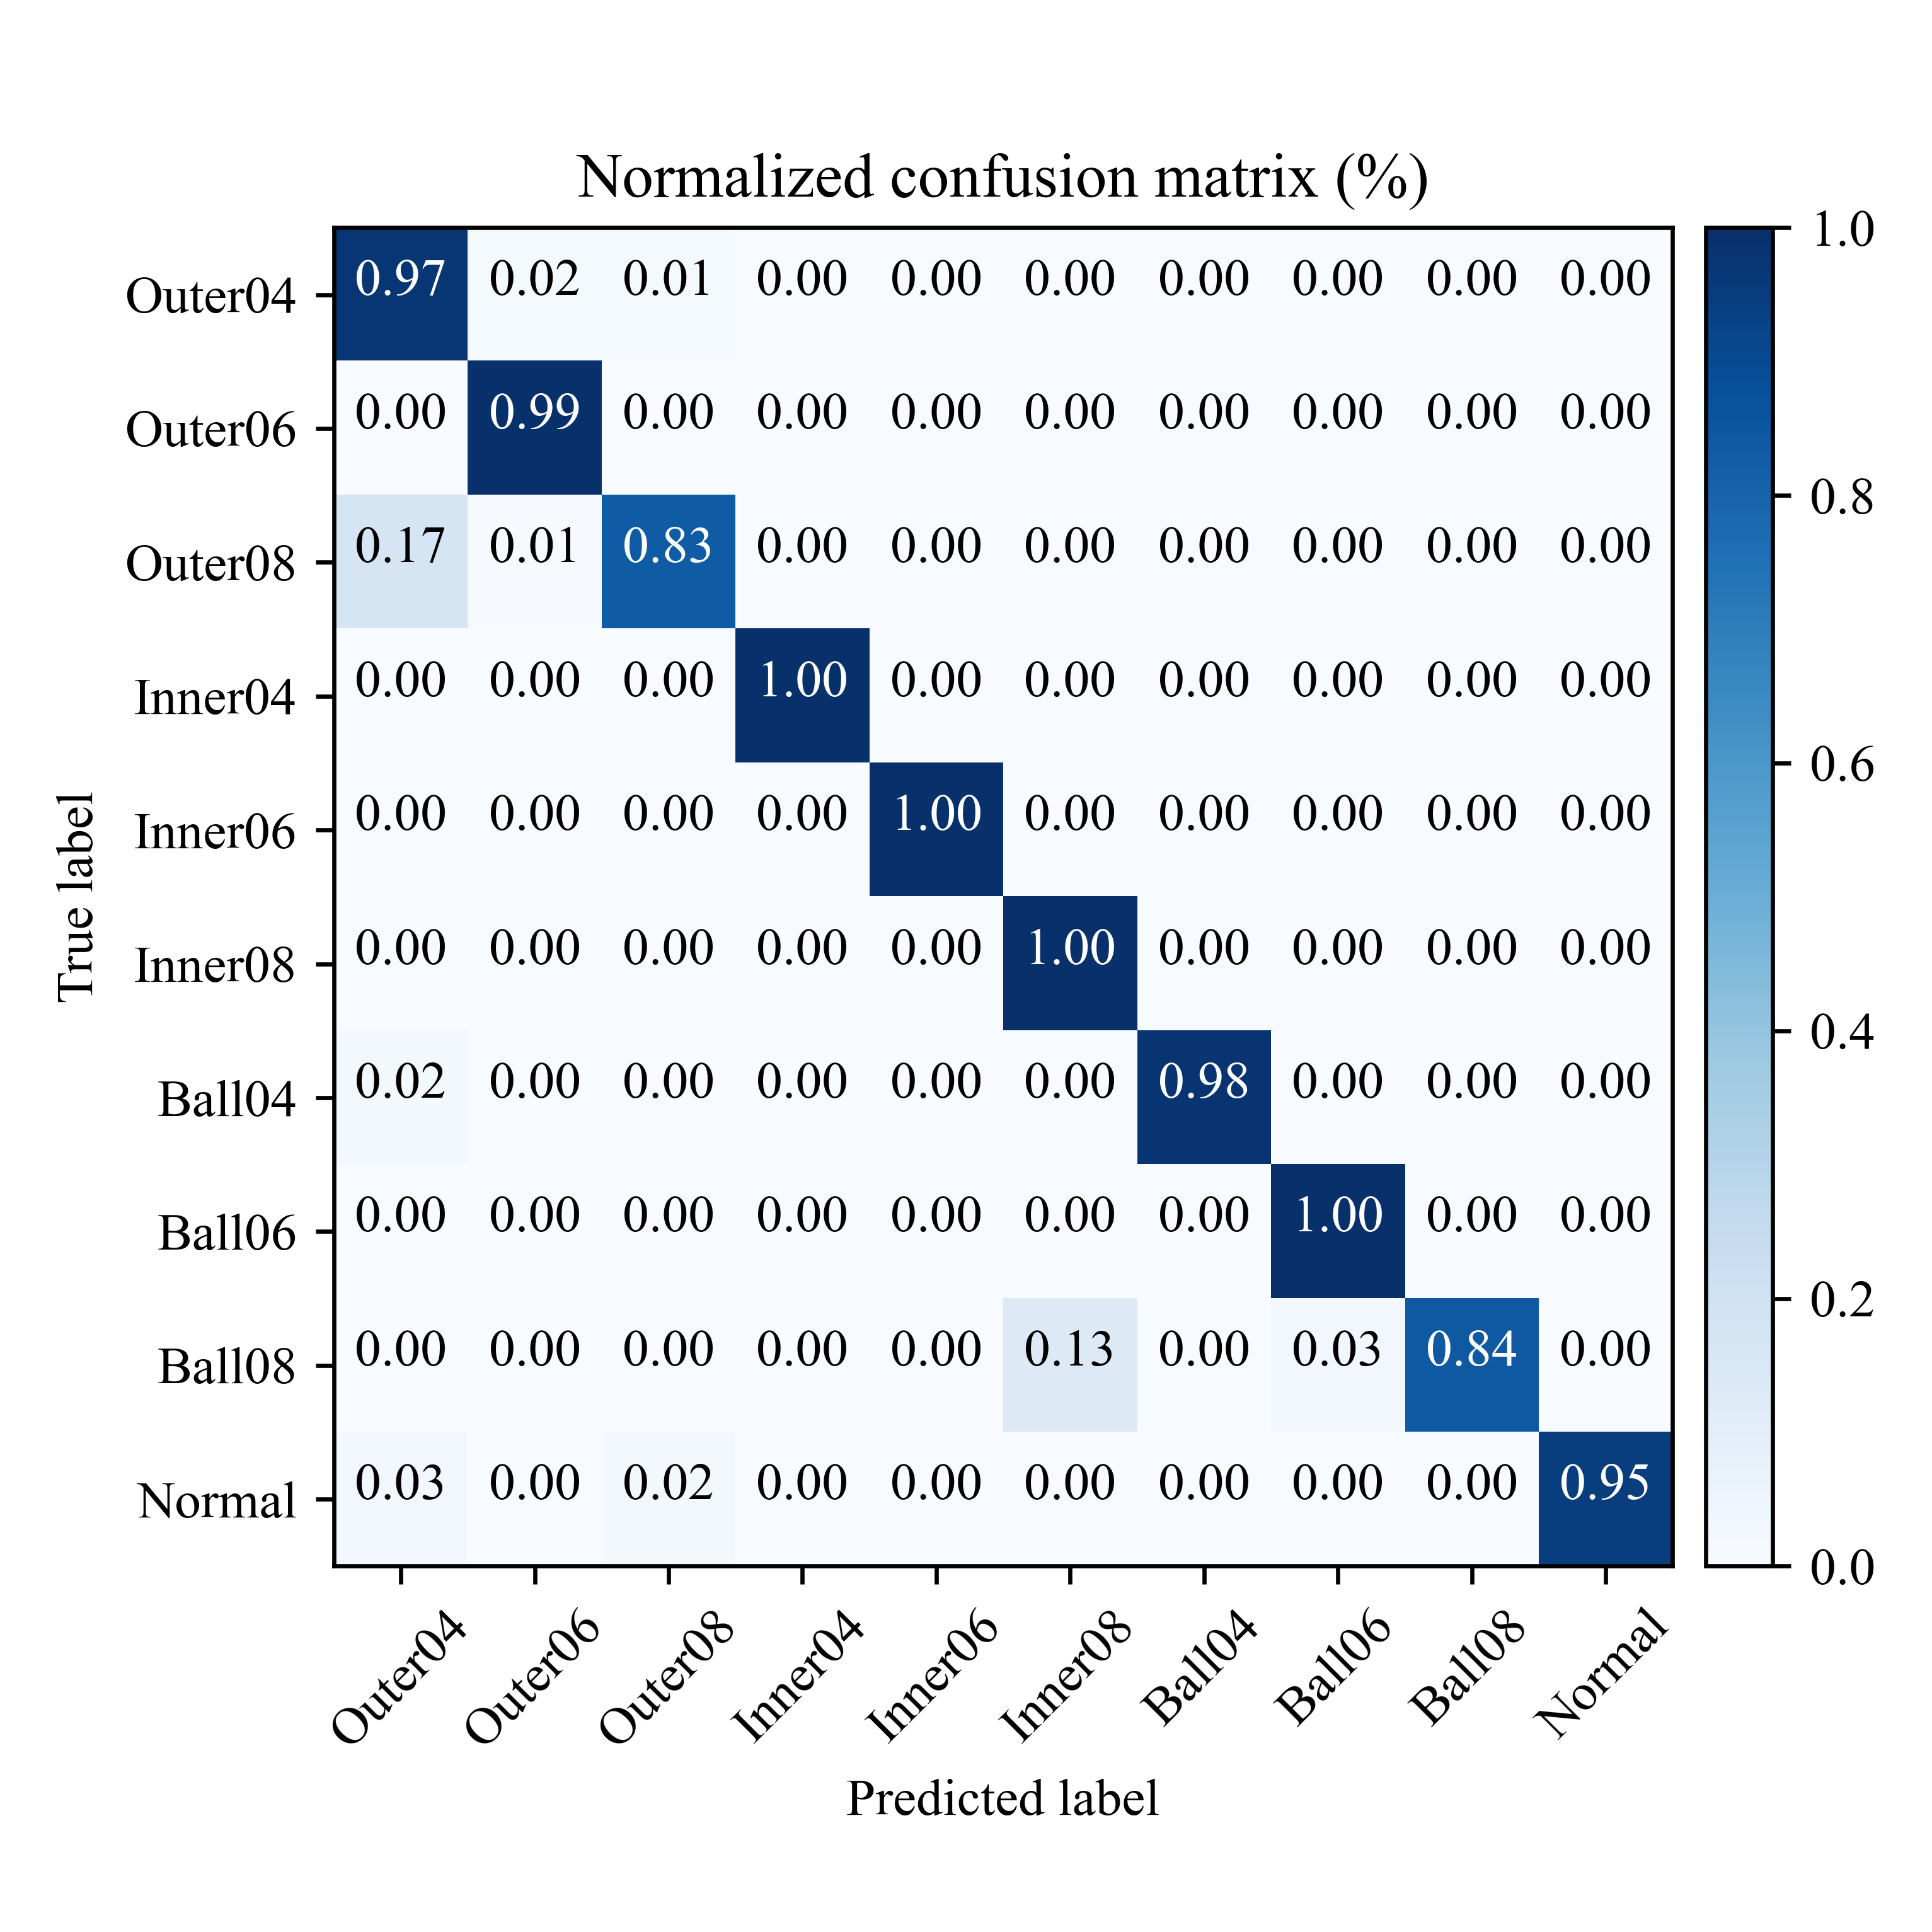 Normalized confusion matrix (%)
Outer04 0.97 0.02 0.01 0.00 0.00 0.00 0.00 0.00 0.00 0.00
Outer06 0.00 0.99 0.00 0.00 0.00 0.00 0.00 0.00 0.00 0.00
Outer08 0.17 0.01 0.83 0.00 0.00 0.00 0.00 0.00 0.00 0.00
Inner04 0.00 0.00 0.00 1.00 0.00 0.00 0.00 0.00 0.00 0.00
Inner06 0.00 0.00 0.00 0.00 1.00 0.00 0.00 0.00 0.00 0.00
Inner08 0.00 0.00 0.00 0.00 0.00 1.00 0.00 0.00 0.00 0.00
Ball04 0.02 0.00 0.00 0.00 0.00 0.00 0.98 0.00 0.00 0.00
Ball06 0.00 0.00 0.00 0.00 0.00 0.00 0.00 1.00 0.00 0.00
Ball08 0.00 0.00 0.00 0.00 0.00 0.13 0.00 0.03 0.84 0.00
Normal 0.03 0.00 0.02 0.00 0.00 0.00 0.00 0.00 0.00 0.95
Outer04 Outer06 Outer08 Inner04 Inner06 Inner08 Ball04 Ball06 Ball08 Normal
Predicted label
True label
1.0
0.8
0.6
0.4
0.2
0.0